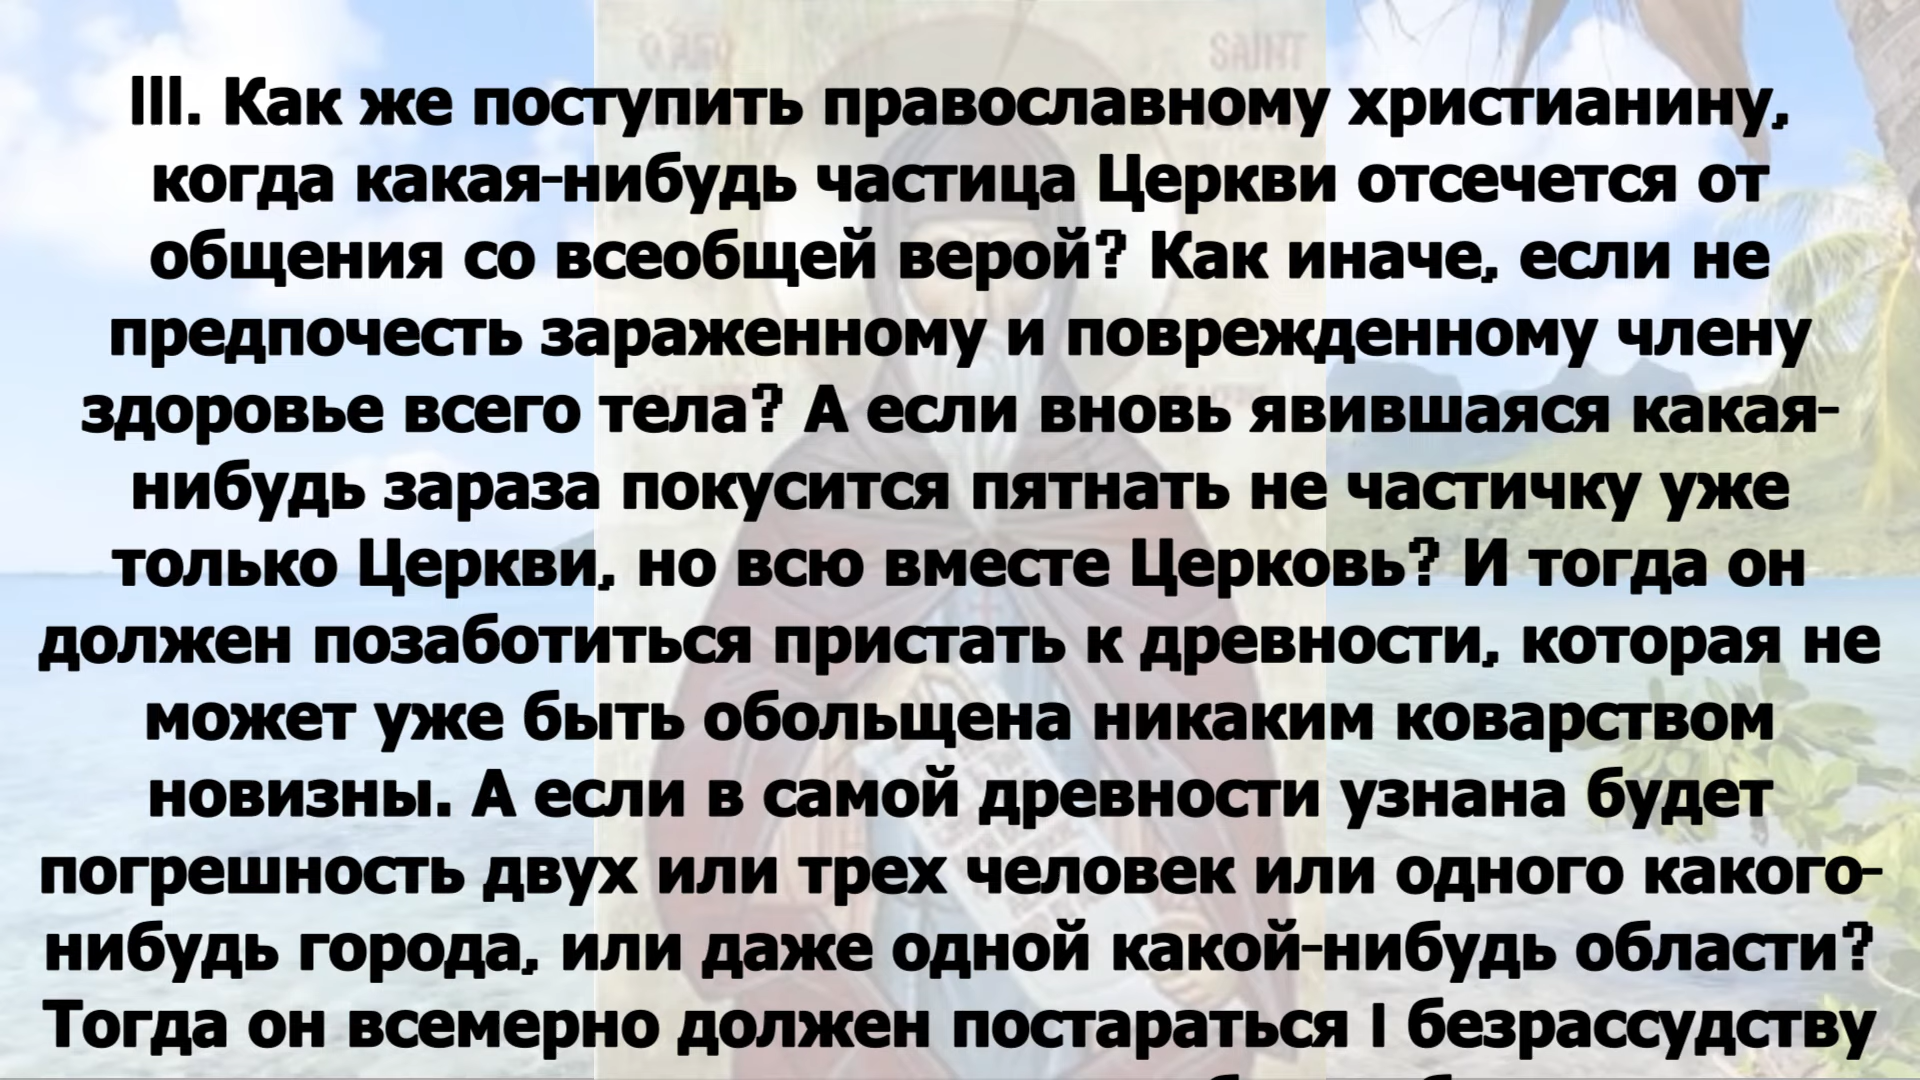 SAINT
III. Как же поступить православному христианину,
когда какая-нибудь частица Церкви отсечется от
общения со всеобщей верой? Как иначе, если не
предпочесть зараженному и поврежденному члену
здоровье всего тела? А если вновь явившаяся какая-
нибудь зараза покусится пятнать не частичку уже
только Церкви, но всю вместе Церковь? И тогда он
должен позаботиться пристать к древности, которая не
может уже быть обольщена никаким коварством
новизны. А если в самой древности узнана будет
погрешность двух или трех человек или одного какого-
нибудь города, или даже одной какой-нибудь области?
Тогда он всемерно должен постараться | безрассудству